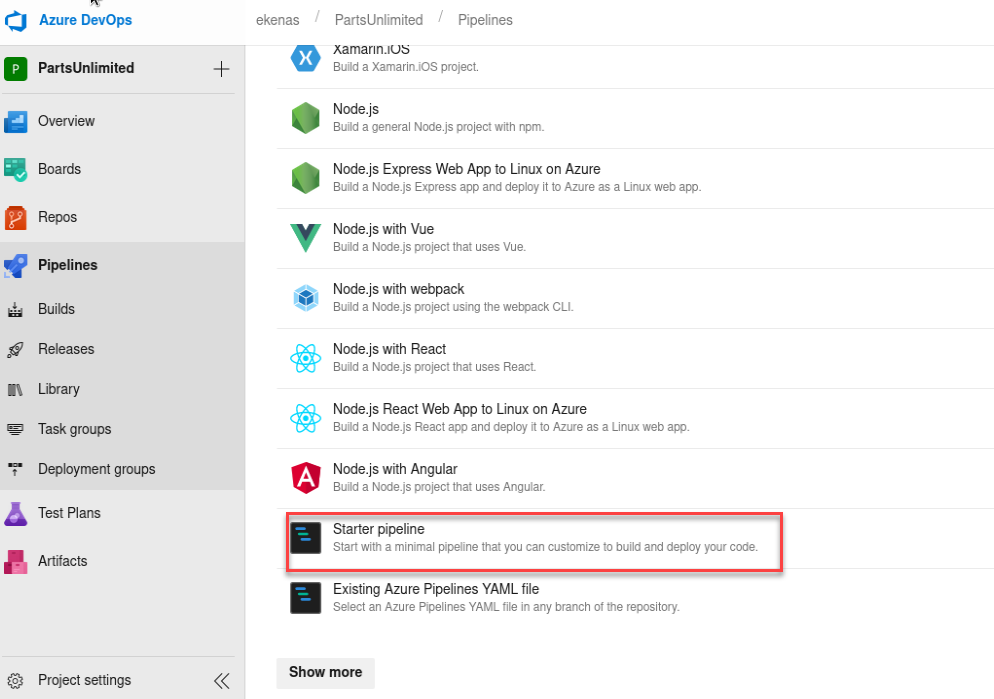 Azure DevOps
ekenas / PartsUnlimited / Pipelines
P PartsUnlimited
Overview
Boards
Repos
Pipelines
Builds
Releases
Library
Task groups
Deployment groups
Test Plans
Artifacts
Project settings
Xamarin.iOS
Build a Xamarin.iOS project.
Node.js
Build a general Node.js project with npm.
Node.js Express Web App to Linux on Azure
Build a Node.js Express app and deploy it to Azure as a Linux web app.
Node.js with Vue
Build a Node.js project that uses Vue.
Node.js with webpack
Build a Node.js project using the webpack CLI.
Node.js with React
Build a Node.js project that uses React.
Node.js React Web App to Linux on Azure
Build a Node.js React app and deploy it to Azure as a Linux web app.
Node.js with Angular
Build a Node.js project that uses Angular.
Starter pipeline
Start with a minimal pipeline that you can customize to build and deploy your code.
Existing Azure Pipelines YAML file
Select an Azure Pipelines YAML file in any branch of the repository.
Show more